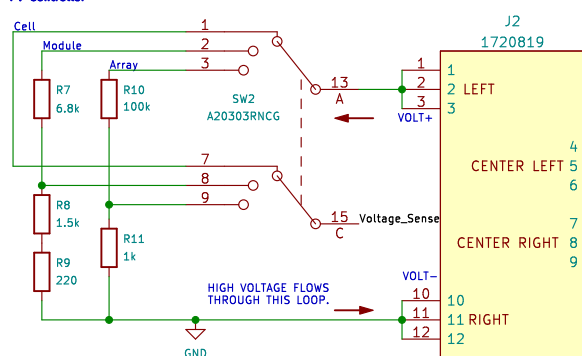 Cell
1
Module
2
Array
3
R7
6.8k
R10
100k
SW2
A20303RNCG
13
A
VOLT+
J2
1720819
1
2
3
1
2
3
LEFT
4
CENTER LEFT
5
6
7
CENTER RIGHT
8
9
7
8
9
R8
1.5k
R9
220
R11
1k
15
C
Voltage_Sense
VOLT-
HIGH VOLTAGE FLOWS
THROUGH THIS LOOP.
10
11
12
10
11
12
RIGHT
GND